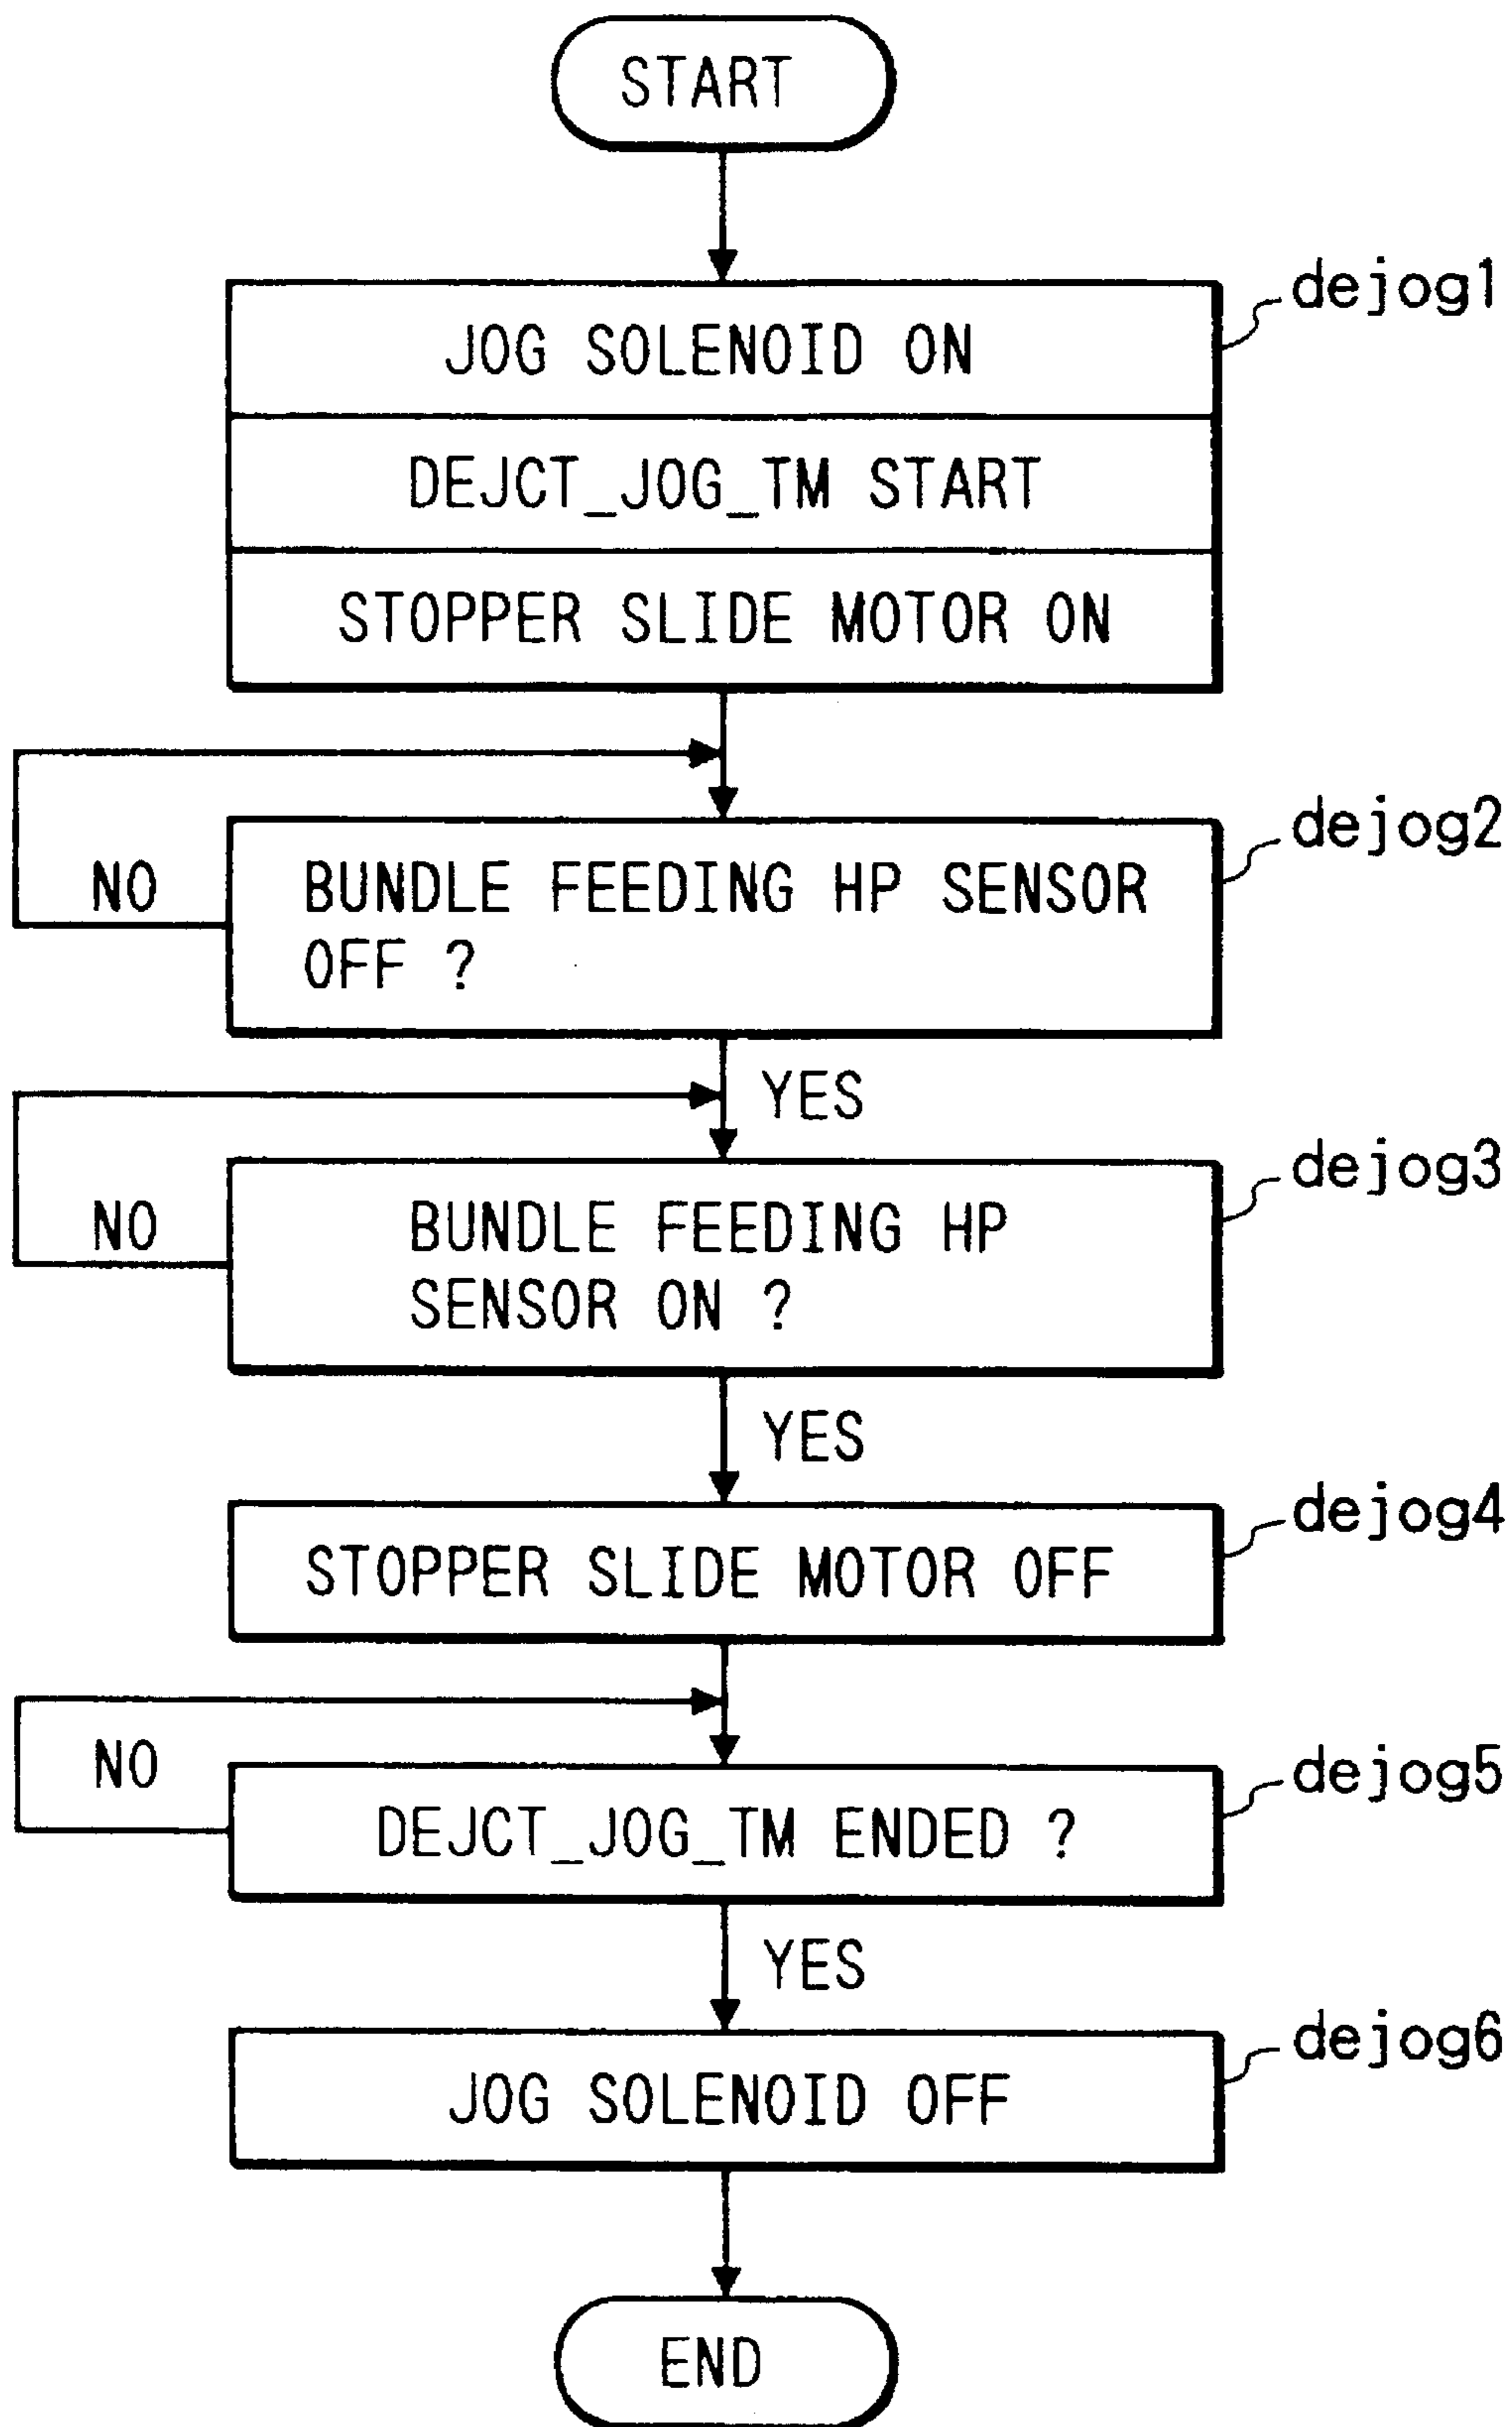 START
dejog1
JOG SOLENOID ON
DEJCT_JOG_TM START
STOPPER SLIDE MOTOR ON
dejog2
NO
BUNDLE FEEDING HP SENSOR
OFF ?
YES
dejog3
NO
BUNDLE FEEDING HP
SENSOR ON ?
YES
dejog4
STOPPER SLIDE MOTOR OFF
dejog5
NO
DEJCT_JOG_TM ENDED ?
YES
dejog6
JOG SOLENOID OFF
END